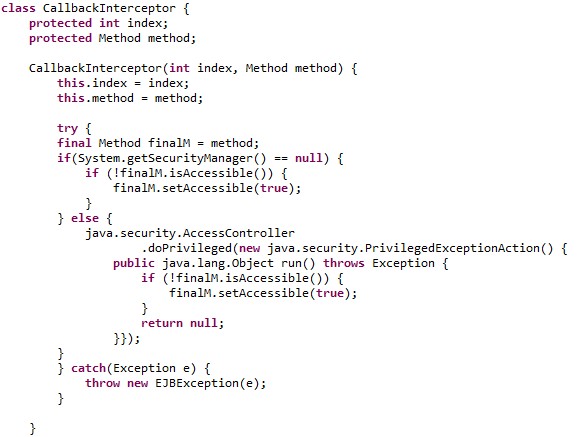 class CallbackInterceptor {
    protected int index;
    protected Method method;

    CallbackInterceptor(int index, Method method) {
        this.index = index;
        this.method = method;

        try {
        final Method finalM = method;
        if(System.getSecurityManager() == null) {
            if (!finalM.isAccessible()) {
                finalM.setAccessible(true);
            }
        } else {
            java.security.AccessController
                    .doPrivileged(new java.security.PrivilegedExceptionAction() {
                public java.lang.Object run() throws Exception {
                    if (!finalM.isAccessible()) {
                        finalM.setAccessible(true);
                    }
                    return null;
                }});
        }
        } catch(Exception e) {
            throw new EJBException(e);
        }

    }